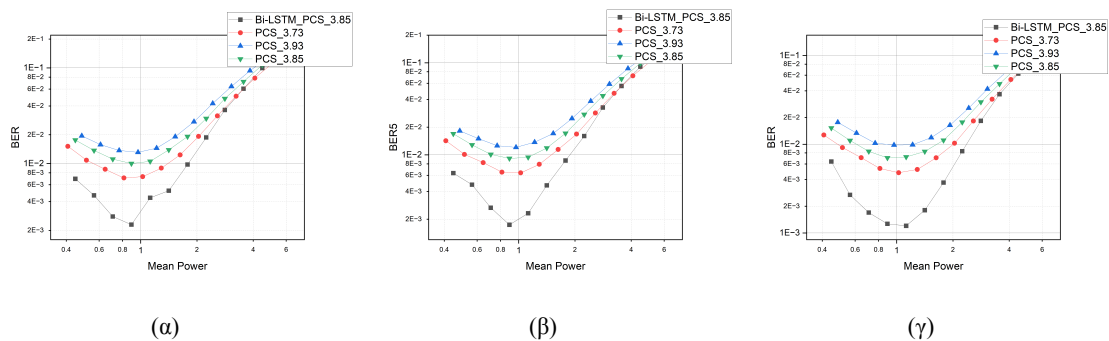 Bi-LSTM_PCS_3.85
PCS_3.73
PCS_3.93
PCS_3.85
2E−1
1E−1
8E−2
6E−2
4E−2
2E−2
1E−2
8E−3
6E−3
4E−3
2E−3
BER
0.4 0.6 0.8 1 2 4 6
Mean Power
(α)
Bi-LSTM_PCS_3.85
PCS_3.73
PCS_3.93
PCS_3.85
2E−1
1E−1
8E−2
6E−2
4E−2
2E−2
1E−2
8E−3
6E−3
4E−3
2E−3
BER5
0.4 0.6 0.8 1 2 4 6
Mean Power
(β)
Bi-LSTM_PCS_3.85
PCS_3.73
PCS_3.93
PCS_3.85
1E−1
8E−2
6E−2
4E−2
2E−2
1E−2
8E−3
6E−3
4E−3
2E−3
1E−3
BER
0.4 0.6 0.8 1 2 4 6
Mean Power
(γ)